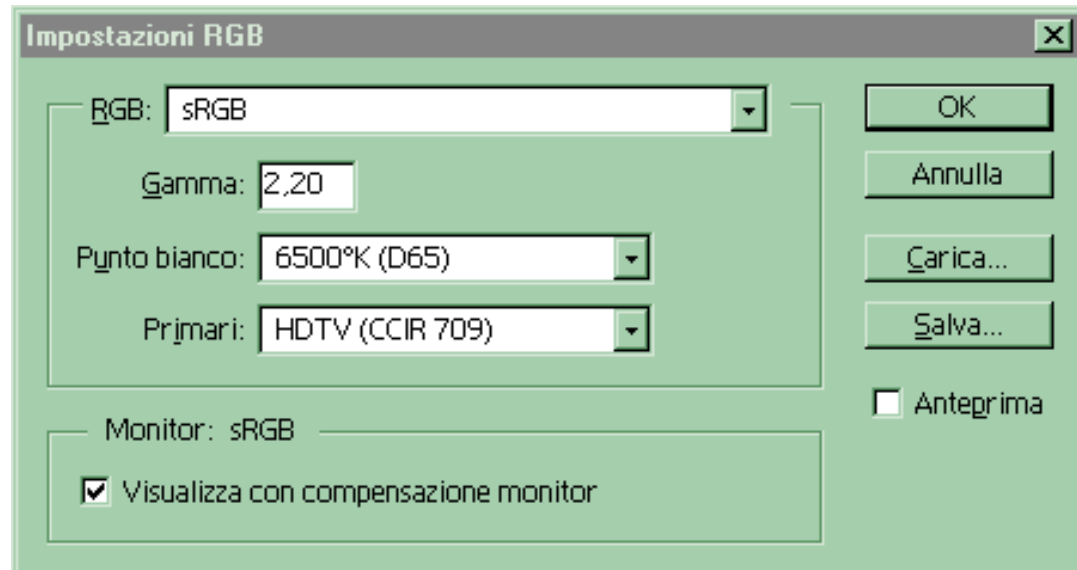 Impostazioni RGB
RGB: sRGB
OK
Gamma: 2,20
Annulla
Punto bianco: 6500°K (D65)
Carica...
Primari: HDTV (CCIR 709)
Salva...
Anteprima
Monitor: sRGB
Visualizza con compensazione monitor